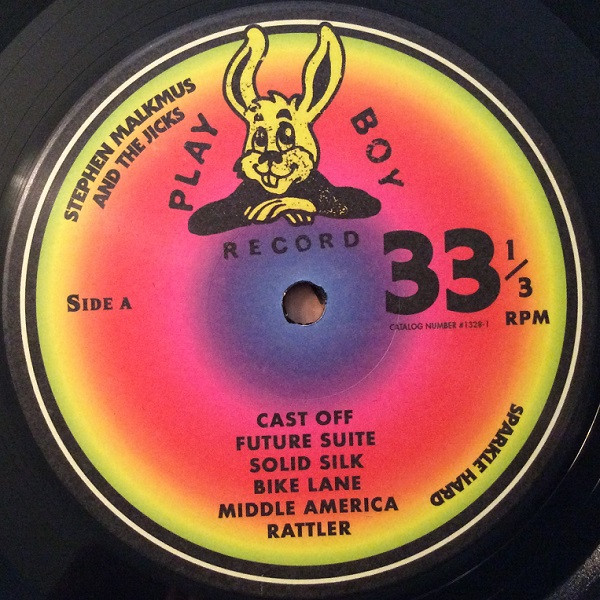 STEPHEN MALKMUS
AND THE JICKS
PLAY BOY
RECORD
33 1/3
RPM
CATALOG NUMBER #1329-1
SIDE A
CAST OFF
FUTURE SUITE
SOLID SILK
BIKE LANE
MIDDLE AMERICA
RATTLER
SPARKLE HARD